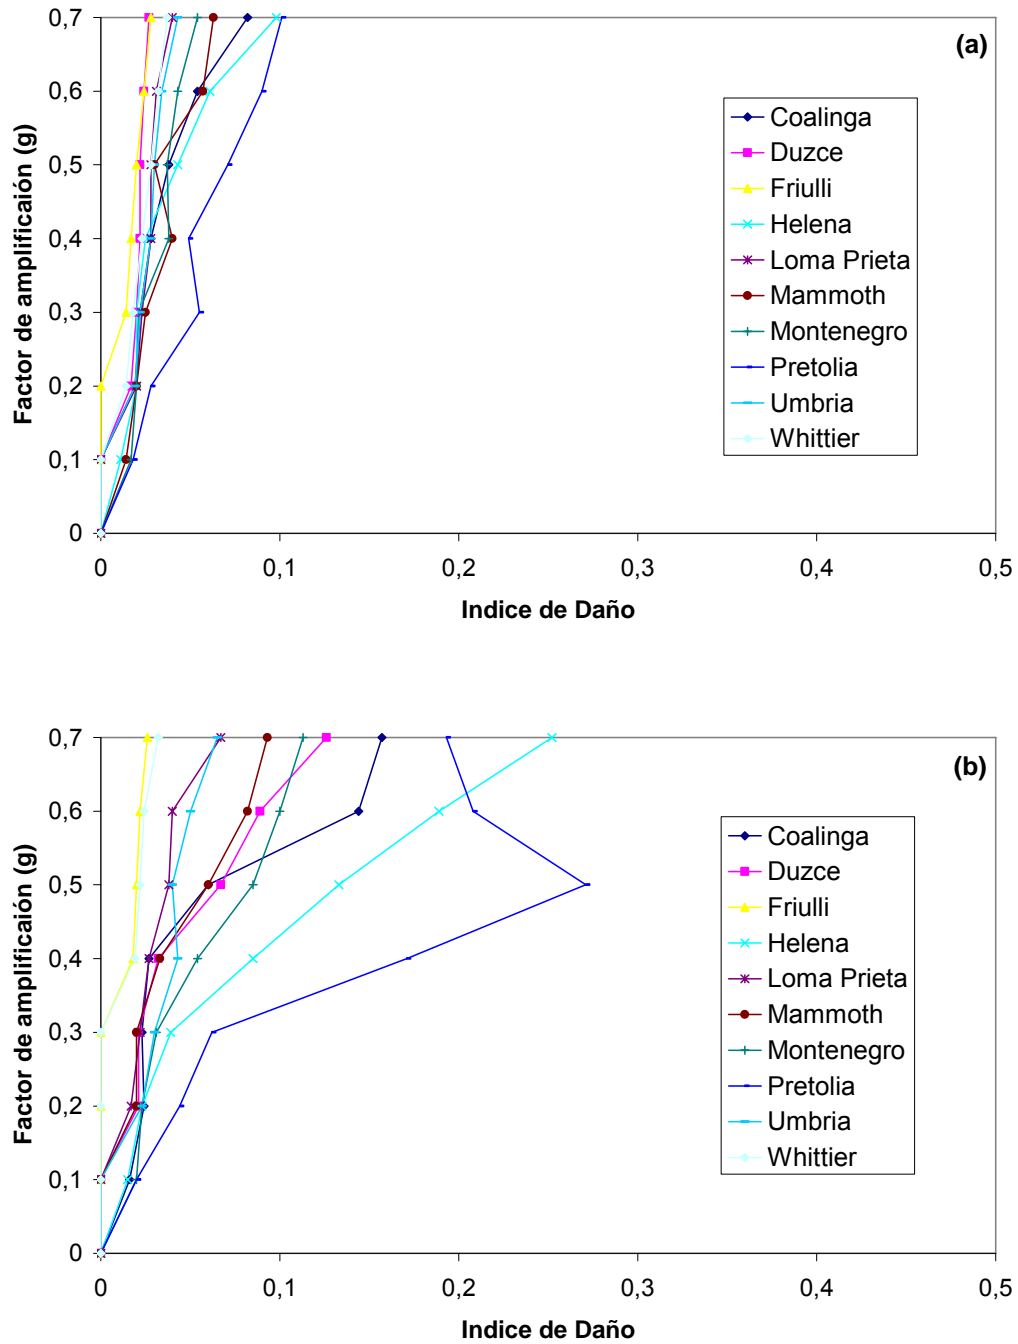 0,7
(a)
0,6
0,5
0,4
0,3
0,2
0,1
0
Factor de amplificaión (g)
Coalinga
Duzce
Friulli
Helena
Loma Prieta
Mammoth
Montenegro
Pretolia
Umbria
Whittier
0 0,1 0,2 0,3 0,4 0,5
Indice de Daño
0,7
(b)
0,6
0,5
0,4
0,3
0,2
0,1
0
Factor de amplificaión (g)
Coalinga
Duzce
Friulli
Helena
Loma Prieta
Mammoth
Montenegro
Pretolia
Umbria
Whittier
0 0,1 0,2 0,3 0,4 0,5
Indice de Daño